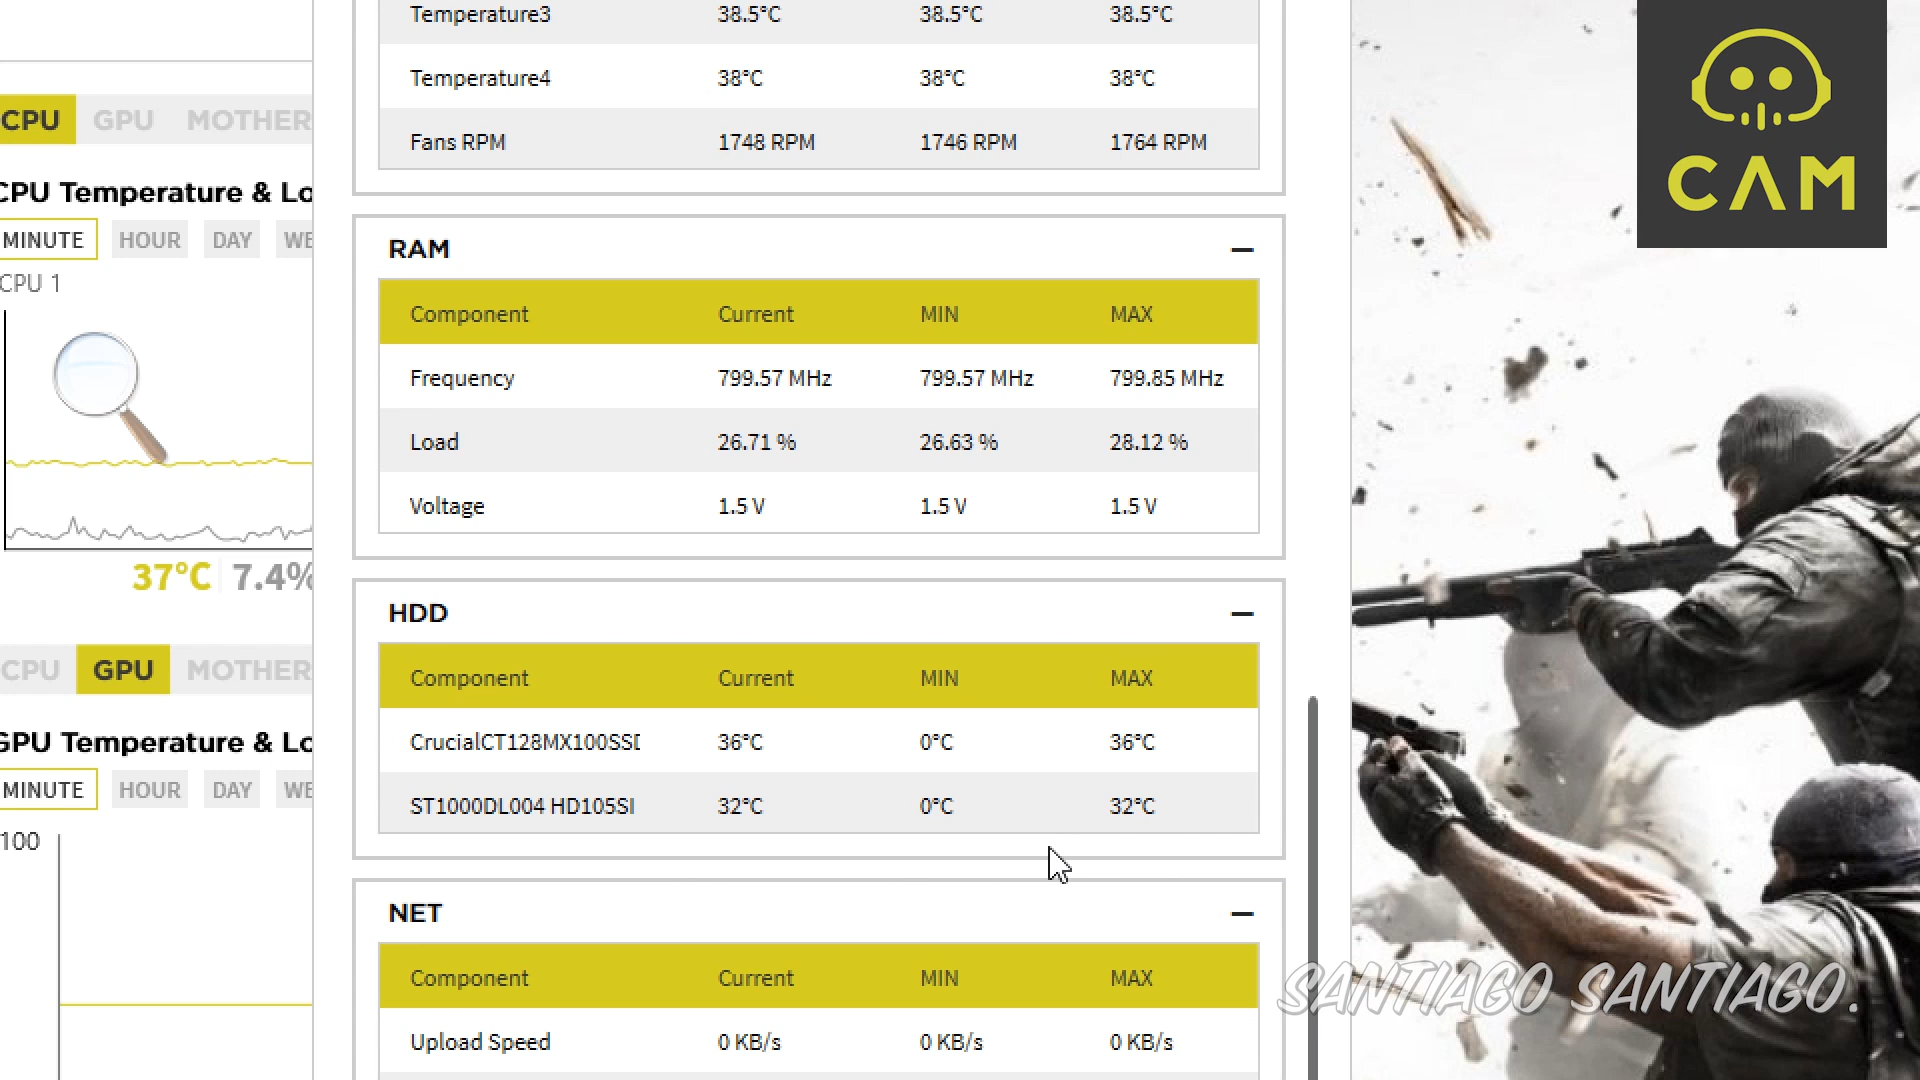 CPU GPU MOTHER
CPU Temperature & Lo
MINUTE HOUR DAY WE
CPU 1
37°C 7.4%
CPU GPU MOTHER
GPU Temperature & Lo
MINUTE HOUR DAY WE
100
Temperature3 38.5°C 38.5°C 38.5°C
Temperature4 38°C 38°C 38°C
Fans RPM 1748 RPM 1746 RPM 1764 RPM
RAM
Component Current MIN MAX
Frequency 799.57 MHz 799.57 MHz 799.85 MHz
Load 26.71 % 26.63 % 28.12 %
Voltage 1.5 V 1.5 V 1.5 V
HDD
Component Current MIN MAX
CrucialCT128MX100SSD 36°C 0°C 36°C
ST1000DL004 HD105SI 32°C 0°C 32°C
NET
Component Current MIN MAX
Upload Speed 0 KB/s 0 KB/s 0 KB/s
CAM
SANTIAGO SANTIAGO.